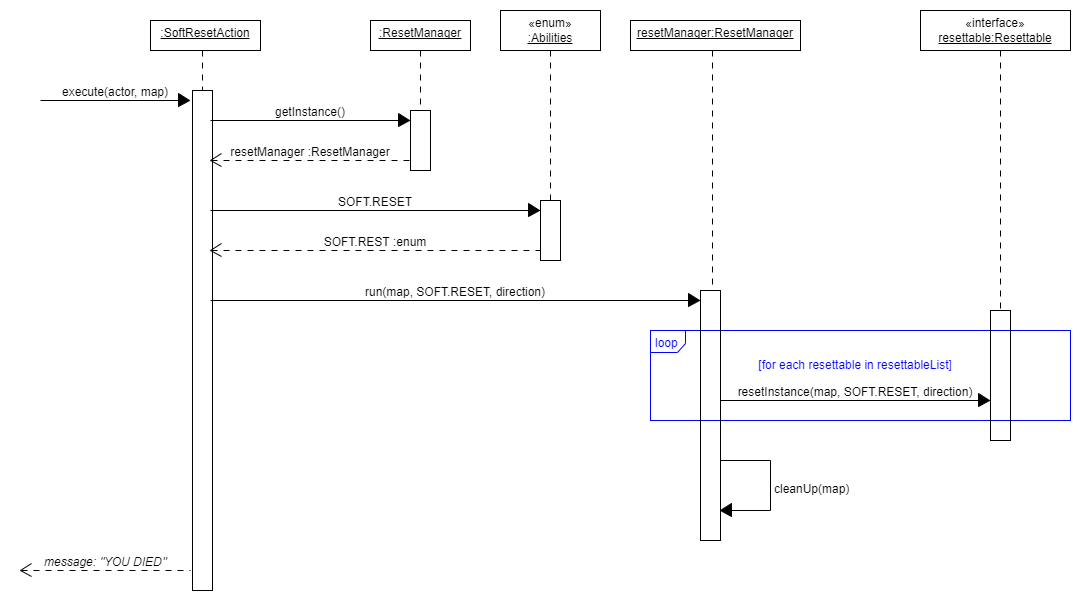 :SoftResetAction
:ResetManager
«enum»
:Abilities
resetManager:ResetManager
«interface»
resettable:Resettable
execute(actor, map)
getInstance()
resetManager :ResetManager
SOFT.RESET
SOFT.REST :enum
run(map, SOFT.RESET, direction)
loop
[for each resettable in resettableList]
resetInstance(map, SOFT.RESET, direction)
cleanUp(map)
message: "YOU DIED"